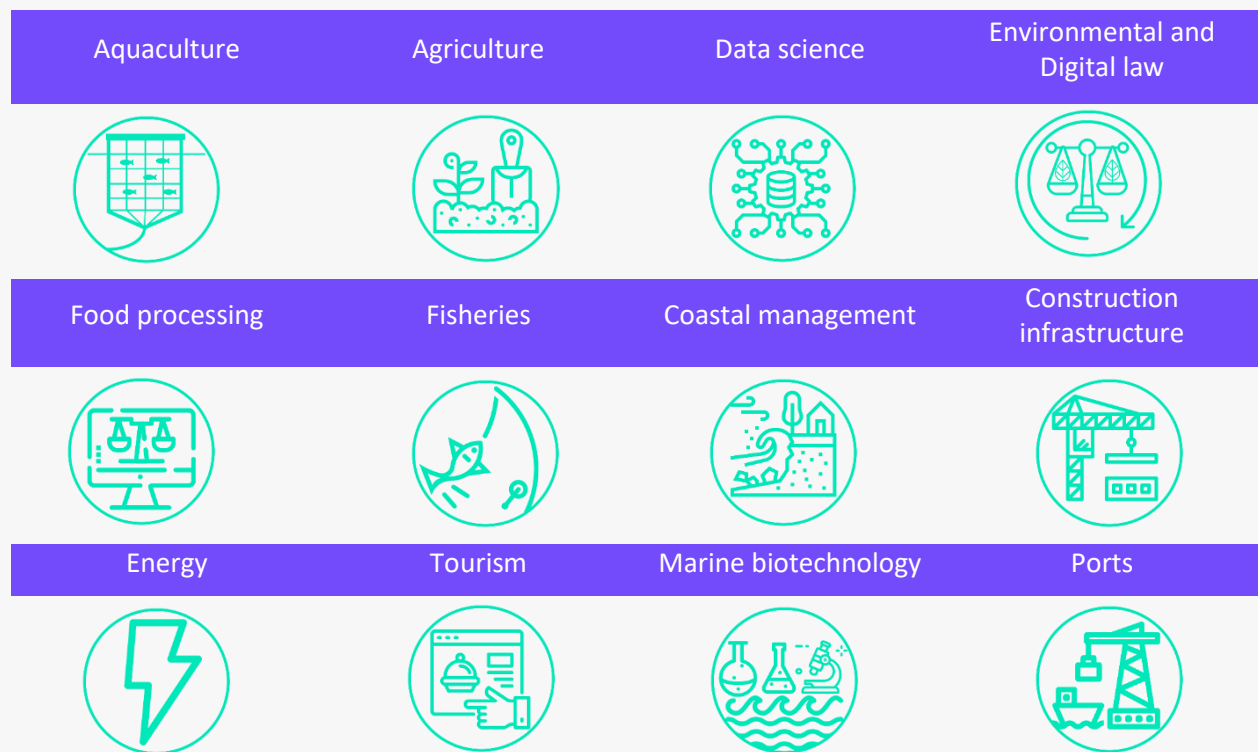 Aquaculture
Agriculture
Data science
Environmental and
Digital law
Food processing
Fisheries
Coastal management
Construction
infrastructure
Energy
Tourism
Marine biotechnology
Ports